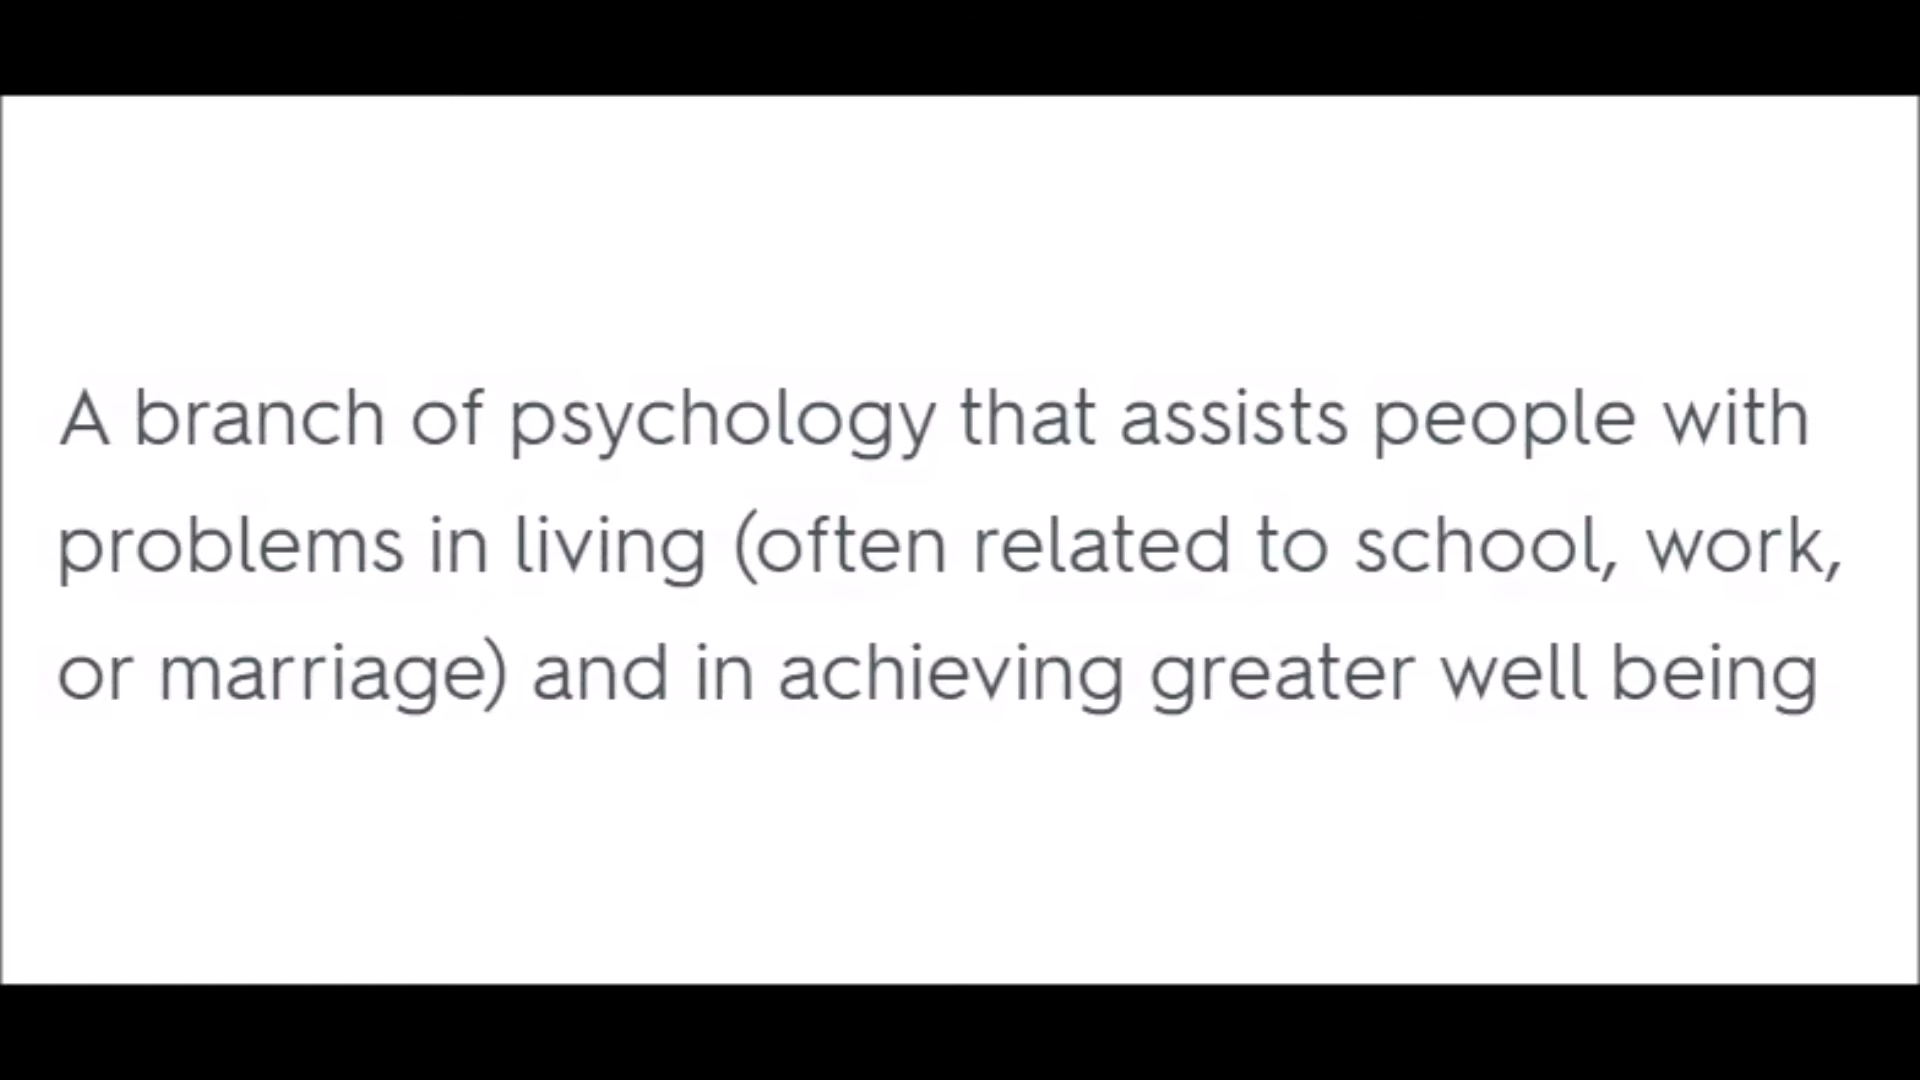 A branch of psychology that assists people with
problems in living (often related to school, work,
or marriage) and in achieving greater well being